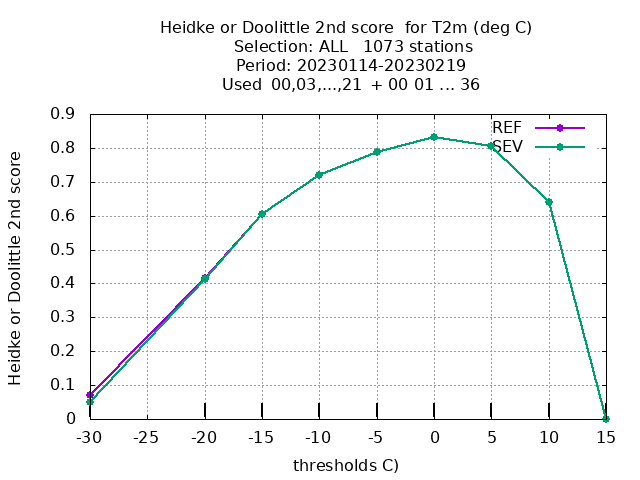 Heidke or Doolittle 2nd score  for T2m (deg C)
Selection: ALL   1073 stations
Period: 20230114-20230219
Used  00,03,...,21  + 00 01 ... 36
REF
SEV
0.9
0.8
0.7
0.6
0.5
0.4
0.3
0.2
0.1
0
Heidke or Doolittle 2nd score
-30 -25 -20 -15 -10 -5 0 5 10 15
thresholds C)